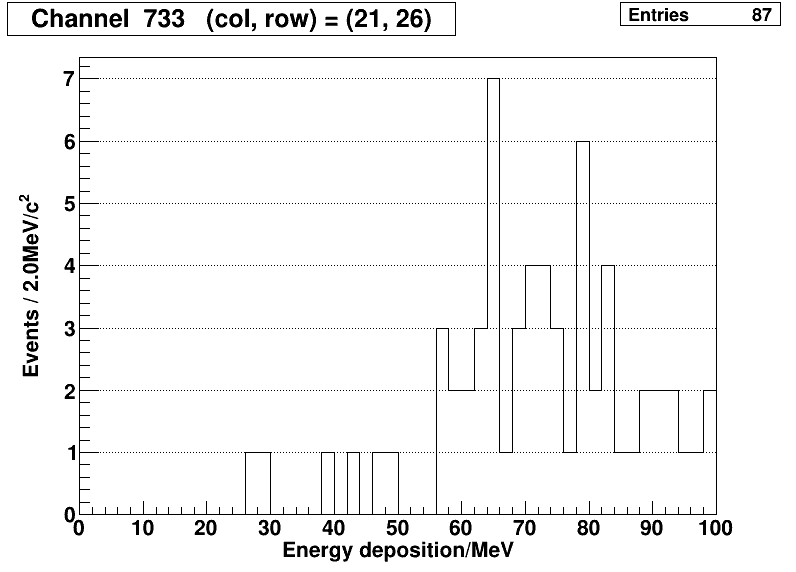 Channel 733 (col, row) = (21, 26)
Entries 87
Events / 2.0MeV/c²
7
6
5
4
3
2
1
0
0 10 20 30 40 50 60 70 80 90 100
Energy deposition/MeV